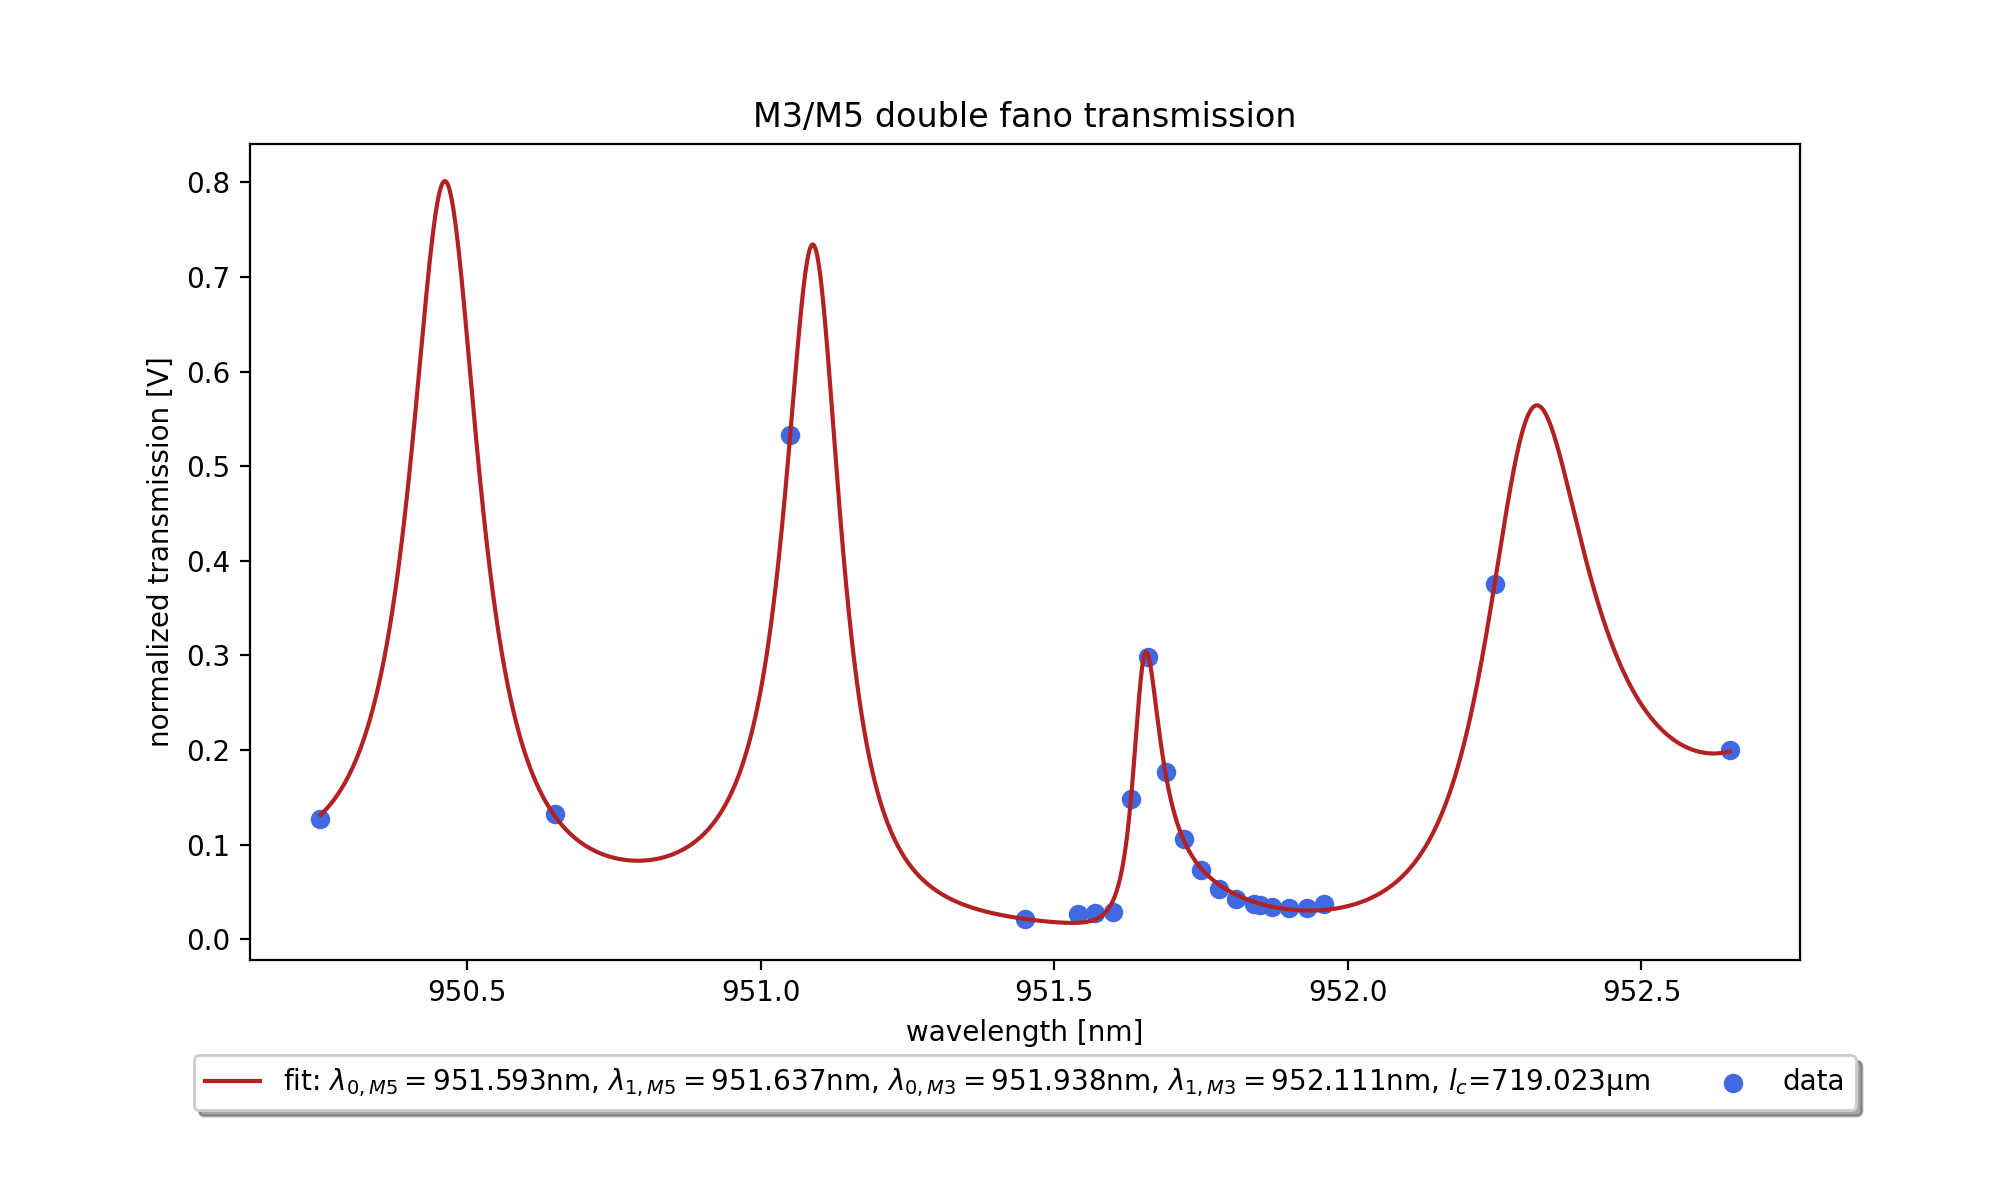 M3/M5 double fano transmission
normalized transmission [V]
0.8
0.7
0.6
0.5
0.4
0.3
0.2
0.1
0.0
950.5 951.0 951.5 952.0 952.5
wavelength [nm]
fit: λ0,M5 = 951.593nm, λ1,M5 = 951.637nm, λ0,M3 = 951.938nm, λ1,M3 = 952.111nm, lc=719.023μm data